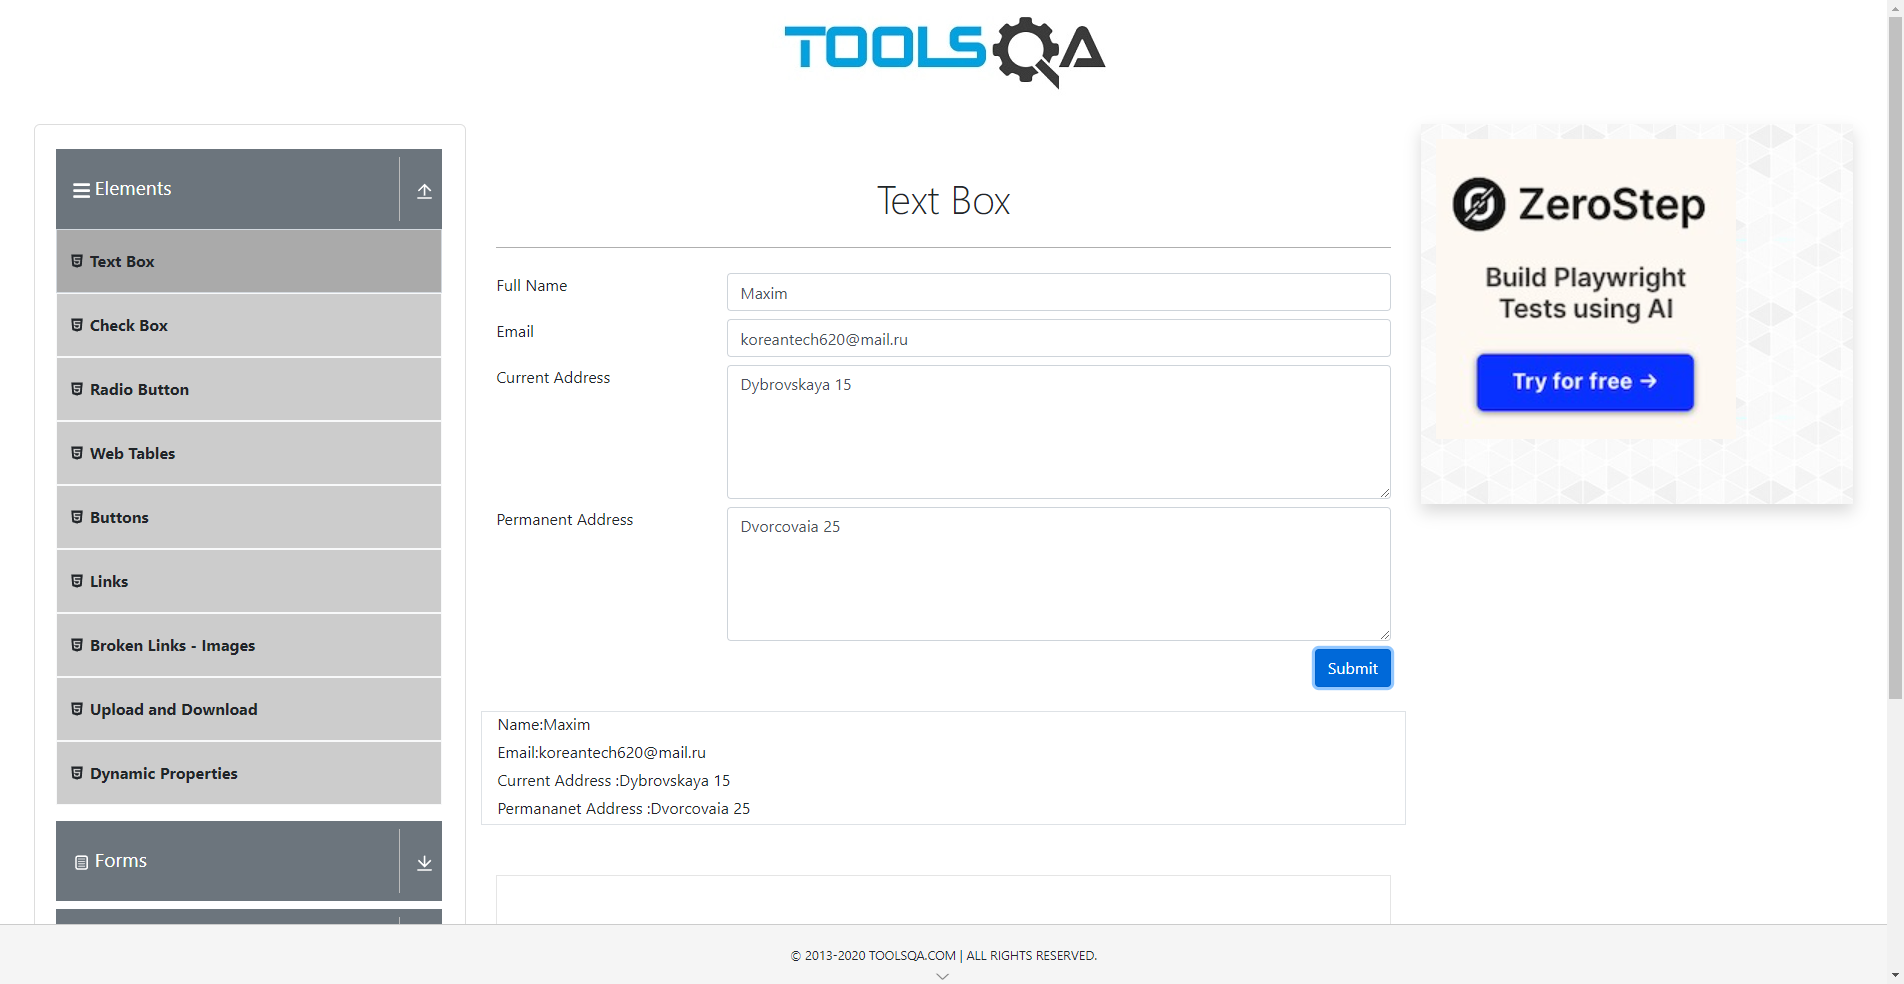 TOOLSQA
Elements
Text Box
Check Box
Radio Button
Web Tables
Buttons
Links
Broken Links - Images
Upload and Download
Dynamic Properties
Forms
Text Box
Full Name
Maxim
Email
koreantech620@mail.ru
Current Address
Dybrovskaya 15
Permanent Address
Dvorcovaia 25
Submit
Name:Maxim
Email:koreantech620@mail.ru
Current Address :Dybrovskaya 15
Permananet Address :Dvorcovaia 25
ZeroStep
Build Playwright
Tests using AI
Try for free →
© 2013-2020 TOOLSQA.COM | ALL RIGHTS RESERVED.